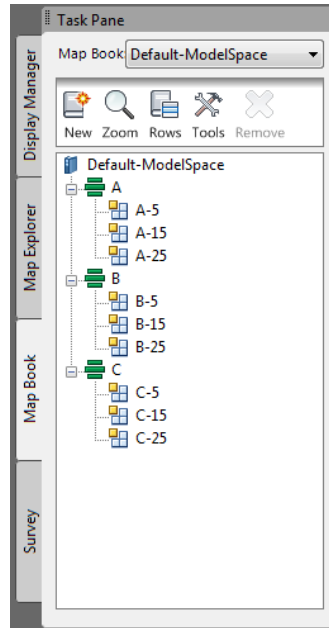 Task Pane
Map Book: Default-ModelSpace
New Zoom Rows Tools Remove
Default-ModelSpace
A
A-5
A-15
A-25
B
B-5
B-15
B-25
C
C-5
C-15
C-25
Display Manager
Map Explorer
Map Book
Survey